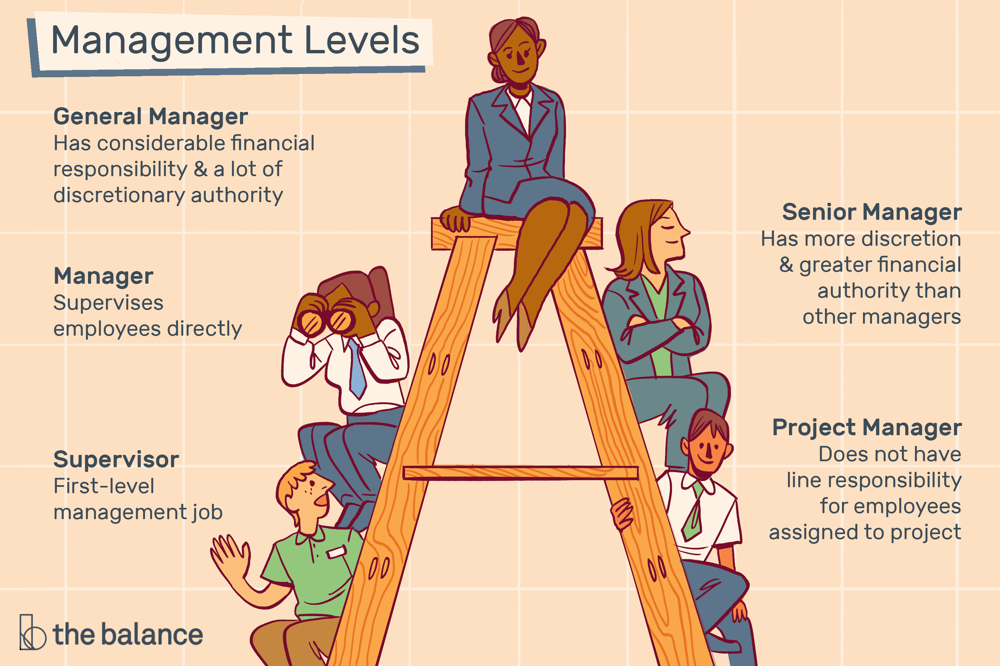 Management Levels
General Manager
Has considerable financial
responsibility & a lot of
discretionary authority
Manager
Supervises
employees directly
Supervisor
First-level
management job
Senior Manager
Has more discretion
& greater financial
authority than
other managers
Project Manager
Does not have
line responsibility
for employees
assigned to project
the balance